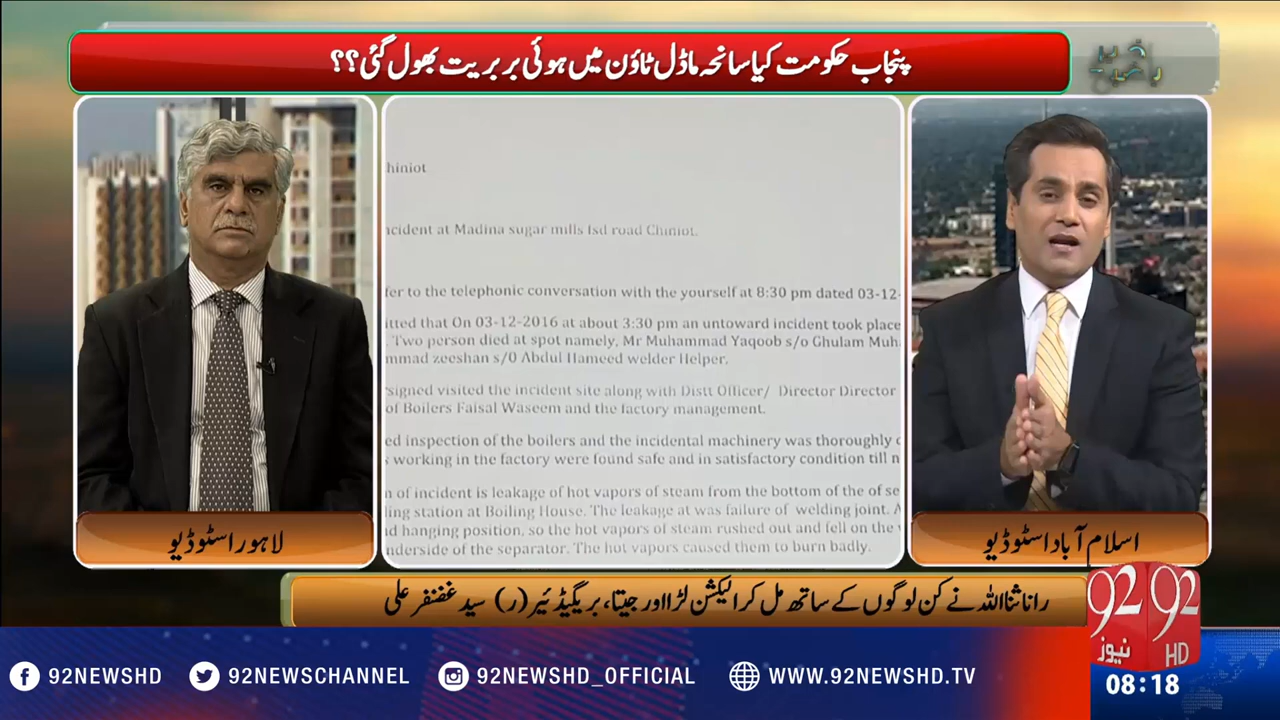 پنجاب حکومت کیا سانحہ ماڈل ٹاؤن میں ہوئی بربریت بھول گئی؟؟
hiniot
ncident at Madina sugar mills fsd road Chiniot.
fer to the telephonic conversation with the yourself at 8:30 pm dated 03-12-
itted that On 03-12-2016 at about 3:30 pm an untoward incident took place
. Two person died at spot namely, Mr Muhammad Yaqoob s/o Ghulam Muh
mmad zeeshan s/0 Abdul Hameed welder Helper.
signed visited the incident site along with Distt Officer/ Director Director
of Boilers Faisal Waseem and the factory management.
ed inspection of the boilers and the incidental machinery was thoroughly
s working in the factory were found safe and in satisfactory condition till n
n of incident is leakage of hot vapors of steam from the bottom of the of se
ling station at Boiling House. The leakage at was failure of welding joint. A
d hanging position, so the hot vapors of steam rushed out and fell on the
nderside of the separator. The hot vapors caused them to burn badly.
لاہور اسٹوڈیو
اسلام آباد اسٹوڈیو
رانا ثنااللہ نے کن لوگوں کے ساتھ مل کر الیکشن لڑا اور جیتا، بریگیڈئیر (ر) سید غضنفر علی
92 92
نیوز HD
92NEWSHD 92NEWSCHANNEL 92NEWSHD_OFFICIAL WWW.92NEWSHD.TV
08:18